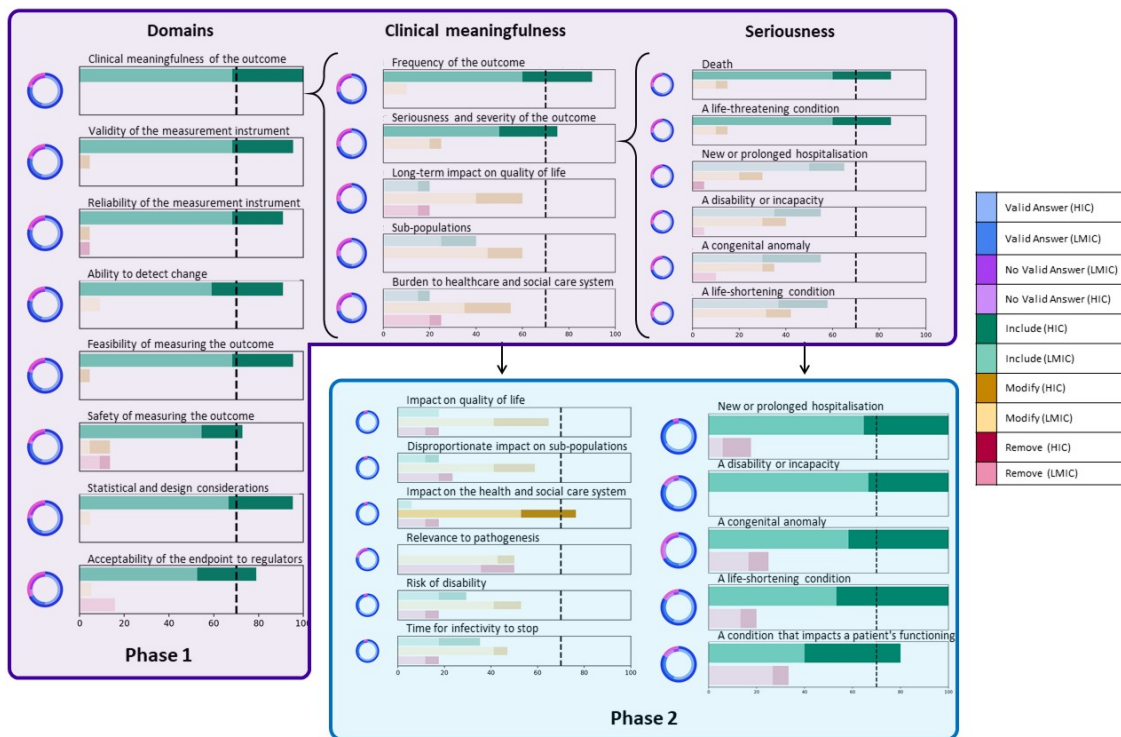 Domains
Clinical meaningfulness of the outcome
Validity of the measurement instrument
Reliability of the measurement instrument
Ability to detect change
Feasibility of measuring the outcome
Safety of measuring the outcome
Statistical and design considerations
Acceptability of the endpoint to regulators
0 20 40 60 80 100
Phase 1
Clinical meaningfulness
Frequency of the outcome
Seriousness and severity of the outcome
Long-term impact on quality of life
Sub-populations
Burden to healthcare and social care system
0 20 40 60 80 100
Seriousness
Death
A life-threatening condition
New or prolonged hospitalisation
A disability or incapacity
A congenital anomaly
A life-shortening condition
0 20 40 60 80 100
Impact on quality of life
Disproportionate impact on sub-populations
Impact on the health and social care system
Relevance to pathogenesis
Risk of disability
Time for infectivity to stop
0 20 40 60 80 100
New or prolonged hospitalisation
A disability or incapacity
A congenital anomaly
A life-shortening condition
A condition that impacts a patient's functioning
0 20 40 60 80 100
Phase 2
Valid Answer (HIC)
Valid Answer (LMIC)
No Valid Answer (LMIC)
No Valid Answer (HIC)
Include (HIC)
Include (LMIC)
Modify (HIC)
Modify (LMIC)
Remove (HIC)
Remove (LMIC)